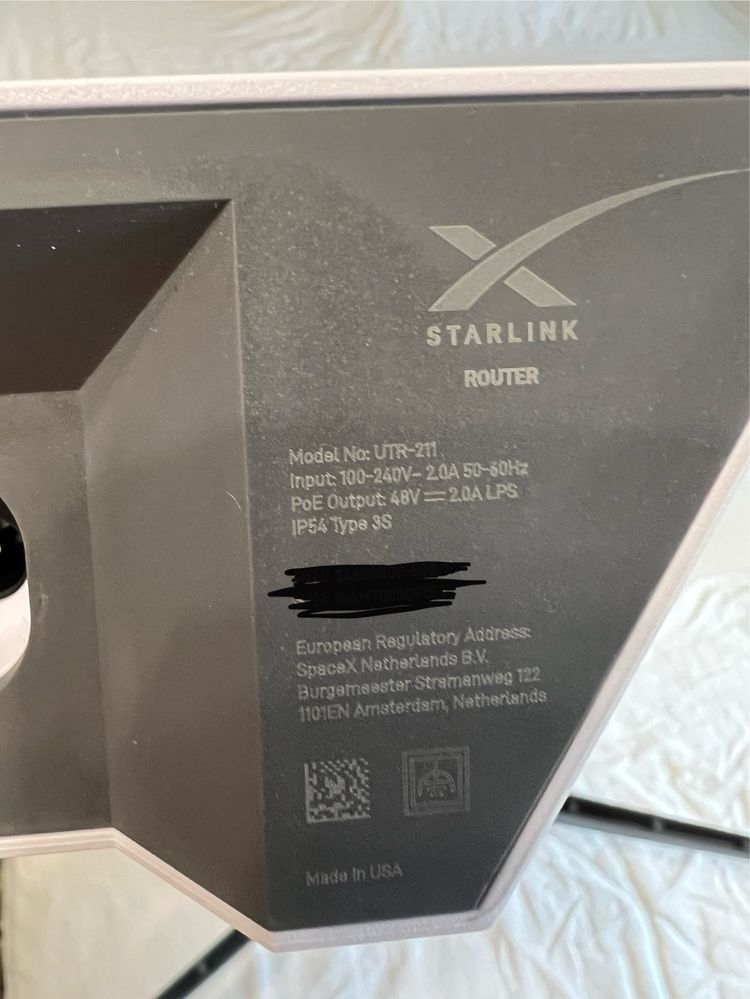 STARLINK
ROUTER
Model No: UTR-211
Input: 100-240V~ 2.0A 50-60Hz
PoE Output: 48V ⎓ 2.0A LPS
IP54 Type 3S
European Regulatory Address:
SpaceX Netherlands B.V.
Burgemeester Stramanweg 122
1101EN Amsterdam, Netherlands
Made in USA